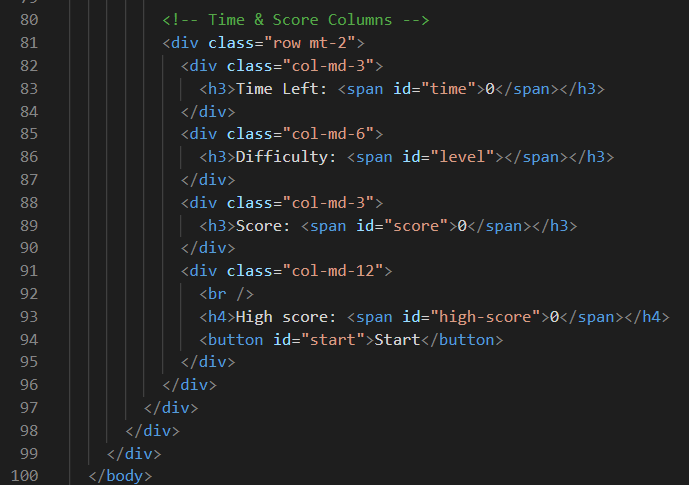 80 <!-- Time & Score Columns -->
81 <div class="row mt-2">
82 <div class="col-md-3">
83 <h3>Time Left: <span id="time">0</span></h3>
84 </div>
85 <div class="col-md-6">
86 <h3>Difficulty: <span id="level"></span></h3>
87 </div>
88 <div class="col-md-3">
89 <h3>Score: <span id="score">0</span></h3>
90 </div>
91 <div class="col-md-12">
92 <br />
93 <h4>High score: <span id="high-score">0</span></h4>
94 <button id="start">Start</button>
95 </div>
96 </div>
97 </div>
98 </div>
99 </div>
100 </body>